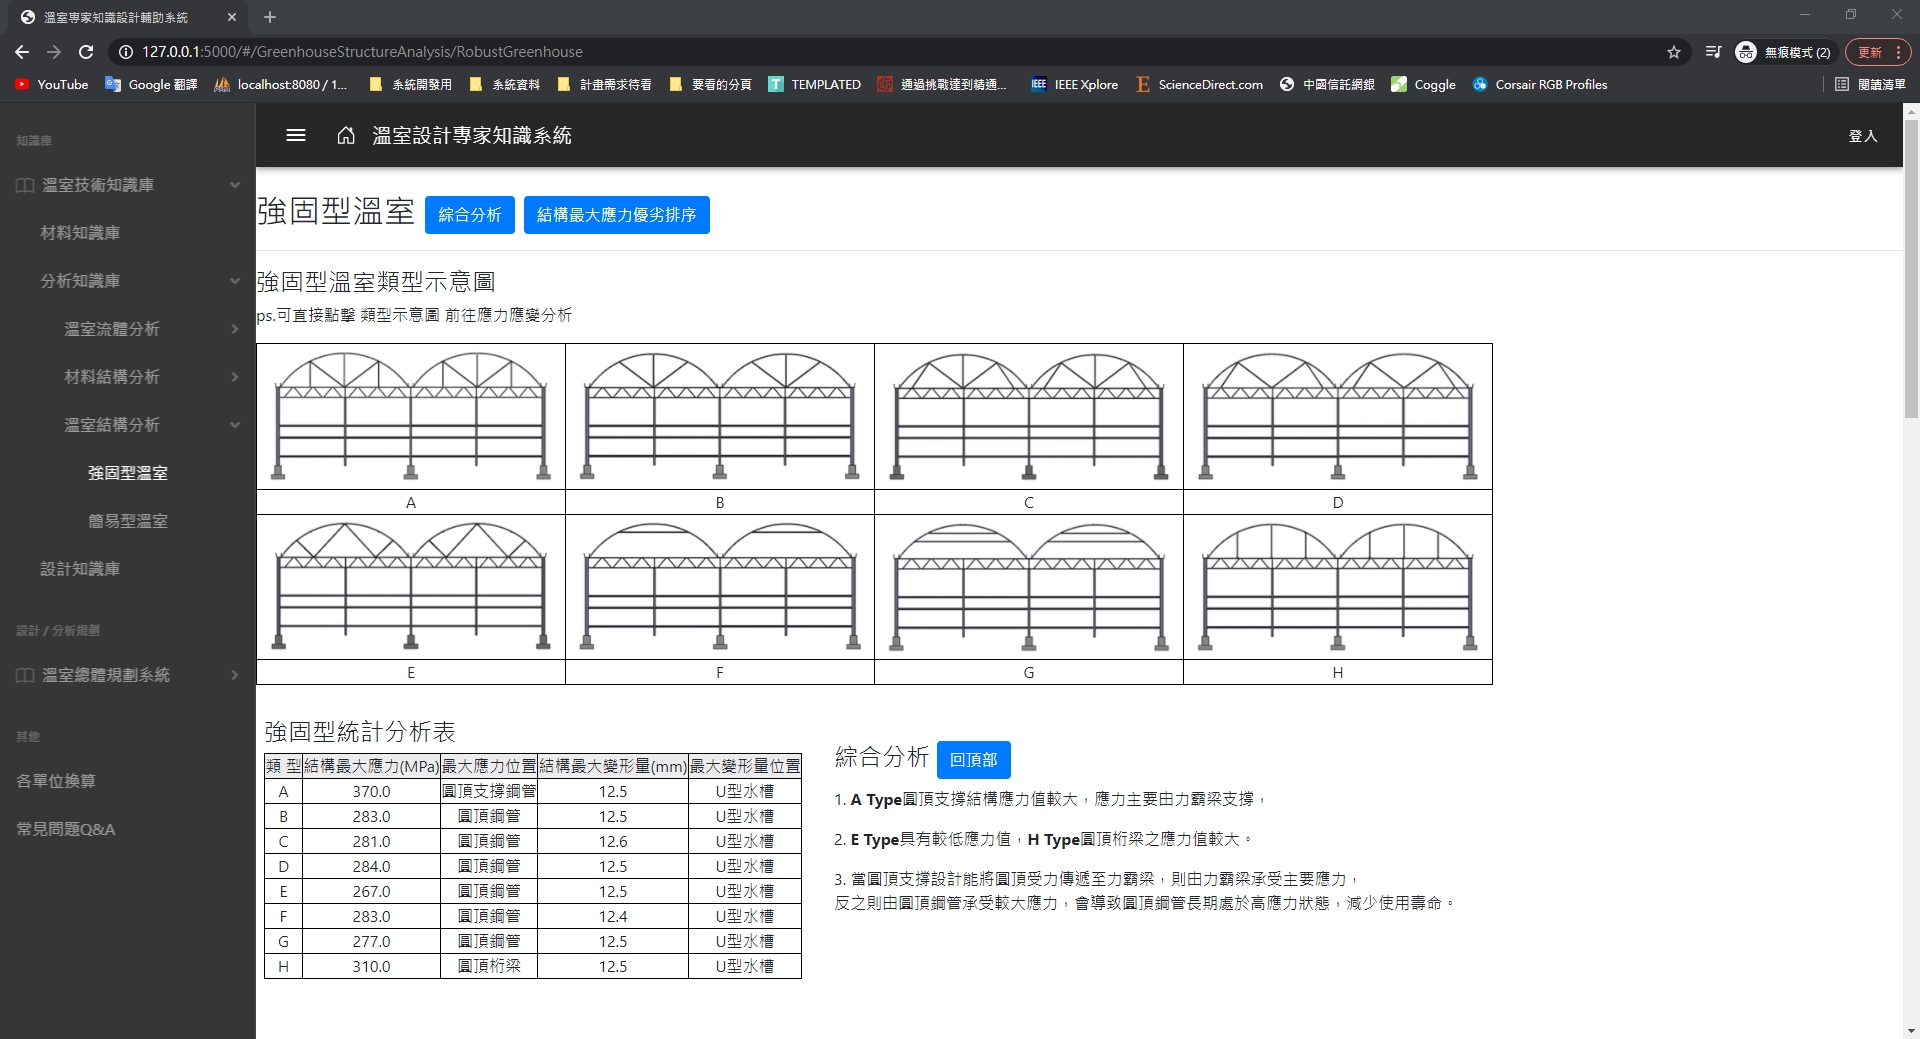 溫室專家知識設計輔助系統
127.0.0.1:5000/#/GreenhouseStructureAnalysis/RobustGreenhouse
無痕模式 (2)
更新
YouTube
Google 翻譯
localhost:8080 / 1...
系統開發用
系統資料
計畫需求待看
要看的分頁
TEMPLATED
通過挑戰達到精通...
IEEE Xplore
ScienceDirect.com
中國信託網銀
Coggle
Corsair RGB Profiles
閱讀清單
溫室設計專家知識系統
登入
知識庫
溫室技術知識庫
材料知識庫
分析知識庫
溫室流體分析
材料結構分析
溫室結構分析
強固型溫室
簡易型溫室
設計知識庫
設計 / 分析規劃
溫室總體規劃系統
其他
各單位換算
常見問題Q&A
強固型溫室 綜合分析 結構最大應力優劣排序
強固型溫室類型示意圖
ps.可直接點擊 類型示意圖 前往應力應變分析
A B C D
E F G H
強固型統計分析表
類 型 結構最大應力(MPa) 最大應力位置 結構最大變形量(mm) 最大變形量位置
A 370.0 圓頂支撐鋼管 12.5 U型水槽
B 283.0 圓頂鋼管 12.5 U型水槽
C 281.0 圓頂鋼管 12.6 U型水槽
D 284.0 圓頂鋼管 12.5 U型水槽
E 267.0 圓頂鋼管 12.5 U型水槽
F 283.0 圓頂鋼管 12.4 U型水槽
G 277.0 圓頂鋼管 12.5 U型水槽
H 310.0 圓頂桁梁 12.5 U型水槽
綜合分析 回頂部
1. A Type圓頂支撐結構應力值較大，應力主要由力霸梁支撐，
2. E Type具有較低應力值，H Type圓頂桁梁之應力值較大。
3. 當圓頂支撐設計能將圓頂受力傳遞至力霸梁，則由力霸梁承受主要應力，
反之則由圓頂鋼管承受較大應力，會導致圓頂鋼管長期處於高應力狀態，減少使用壽命。